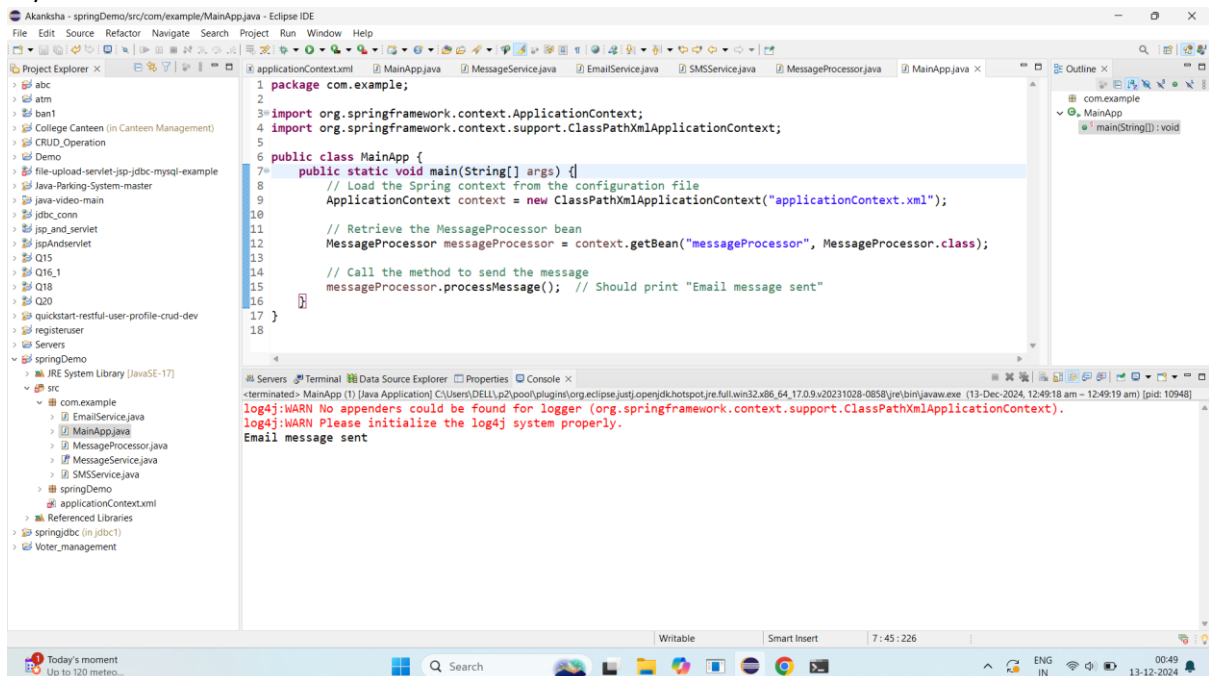 Akanksha - springDemo/src/com/example/MainApp.java - Eclipse IDE
File Edit Source Refactor Navigate Search Project Run Window Help
Project Explorer
abc
atm
ban1
College Canteen (in Canteen Management)
CRUD_Operation
Demo
file-upload-servlet-jsp-jdbc-mysql-example
Java-Parking-System-master
java-video-main
jdbc_conn
jsp_and_servlet
jspAndservlet
Q15
Q16_1
Q18
Q20
quickstart-restful-user-profile-crud-dev
registeruser
Servers
springDemo
JRE System Library [JavaSE-17]
src
com.example
EmailService.java
MainApp.java
MessageProcessor.java
MessageService.java
SMSService.java
springDemo
applicationContext.xml
Referenced Libraries
springjdbc (in jdbc1)
Voter_management
applicationContext.xml MainApp.java MessageService.java EmailService.java SMSService.java MessageProcessor.java MainApp.java
1 package com.example;
2
3 import org.springframework.context.ApplicationContext;
4 import org.springframework.context.support.ClassPathXmlApplicationContext;
5
6 public class MainApp {
7 public static void main(String[] args) {
8 // Load the Spring context from the configuration file
9 ApplicationContext context = new ClassPathXmlApplicationContext("applicationContext.xml");
10
11 // Retrieve the MessageProcessor bean
12 MessageProcessor messageProcessor = context.getBean("messageProcessor", MessageProcessor.class);
13
14 // Call the method to send the message
15 messageProcessor.processMessage(); // Should print "Email message sent"
16 }
17 }
18
Outline
com.example
MainApp
main(String[]) : void
Servers Terminal Data Source Explorer Properties Console
<terminated> MainApp (1) [Java Application] C:\Users\DELL\.p2\pool\plugins\org.eclipse.justj.openjdk.hotspot.jre.full.win32.x86_64_17.0.9.v20231028-0858\jre\bin\javaw.exe (13-Dec-2024, 12:49:18 am – 12:49:19 am) [pid: 10948]
log4j:WARN No appenders could be found for logger (org.springframework.context.support.ClassPathXmlApplicationContext).
log4j:WARN Please initialize the log4j system properly.
Email message sent
Writable Smart Insert 7 : 45 : 226
1
Today's moment
Up to 120 meteo...
Search
ENG
IN
00:49
13-12-2024